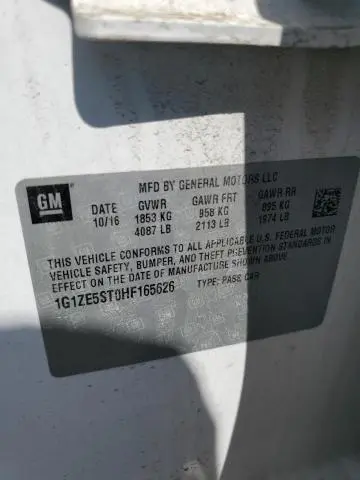 GM
MFD BY GENERAL MOTORS LLC
DATE GVWR GAWR FRT GAWR RR
10/16 1853 KG 958 KG 895 KG
4087 LB 2113 LB 1974 LB
THIS VEHICLE CONFORMS TO ALL APPLICABLE U.S. FEDERAL MOTOR
VEHICLE SAFETY, BUMPER, AND THEFT PREVENTION STANDARDS IN
EFFECT ON THE DATE OF MANUFACTURE SHOWN ABOVE.
1G1ZE5ST0HF165626 TYPE: PASS CAR